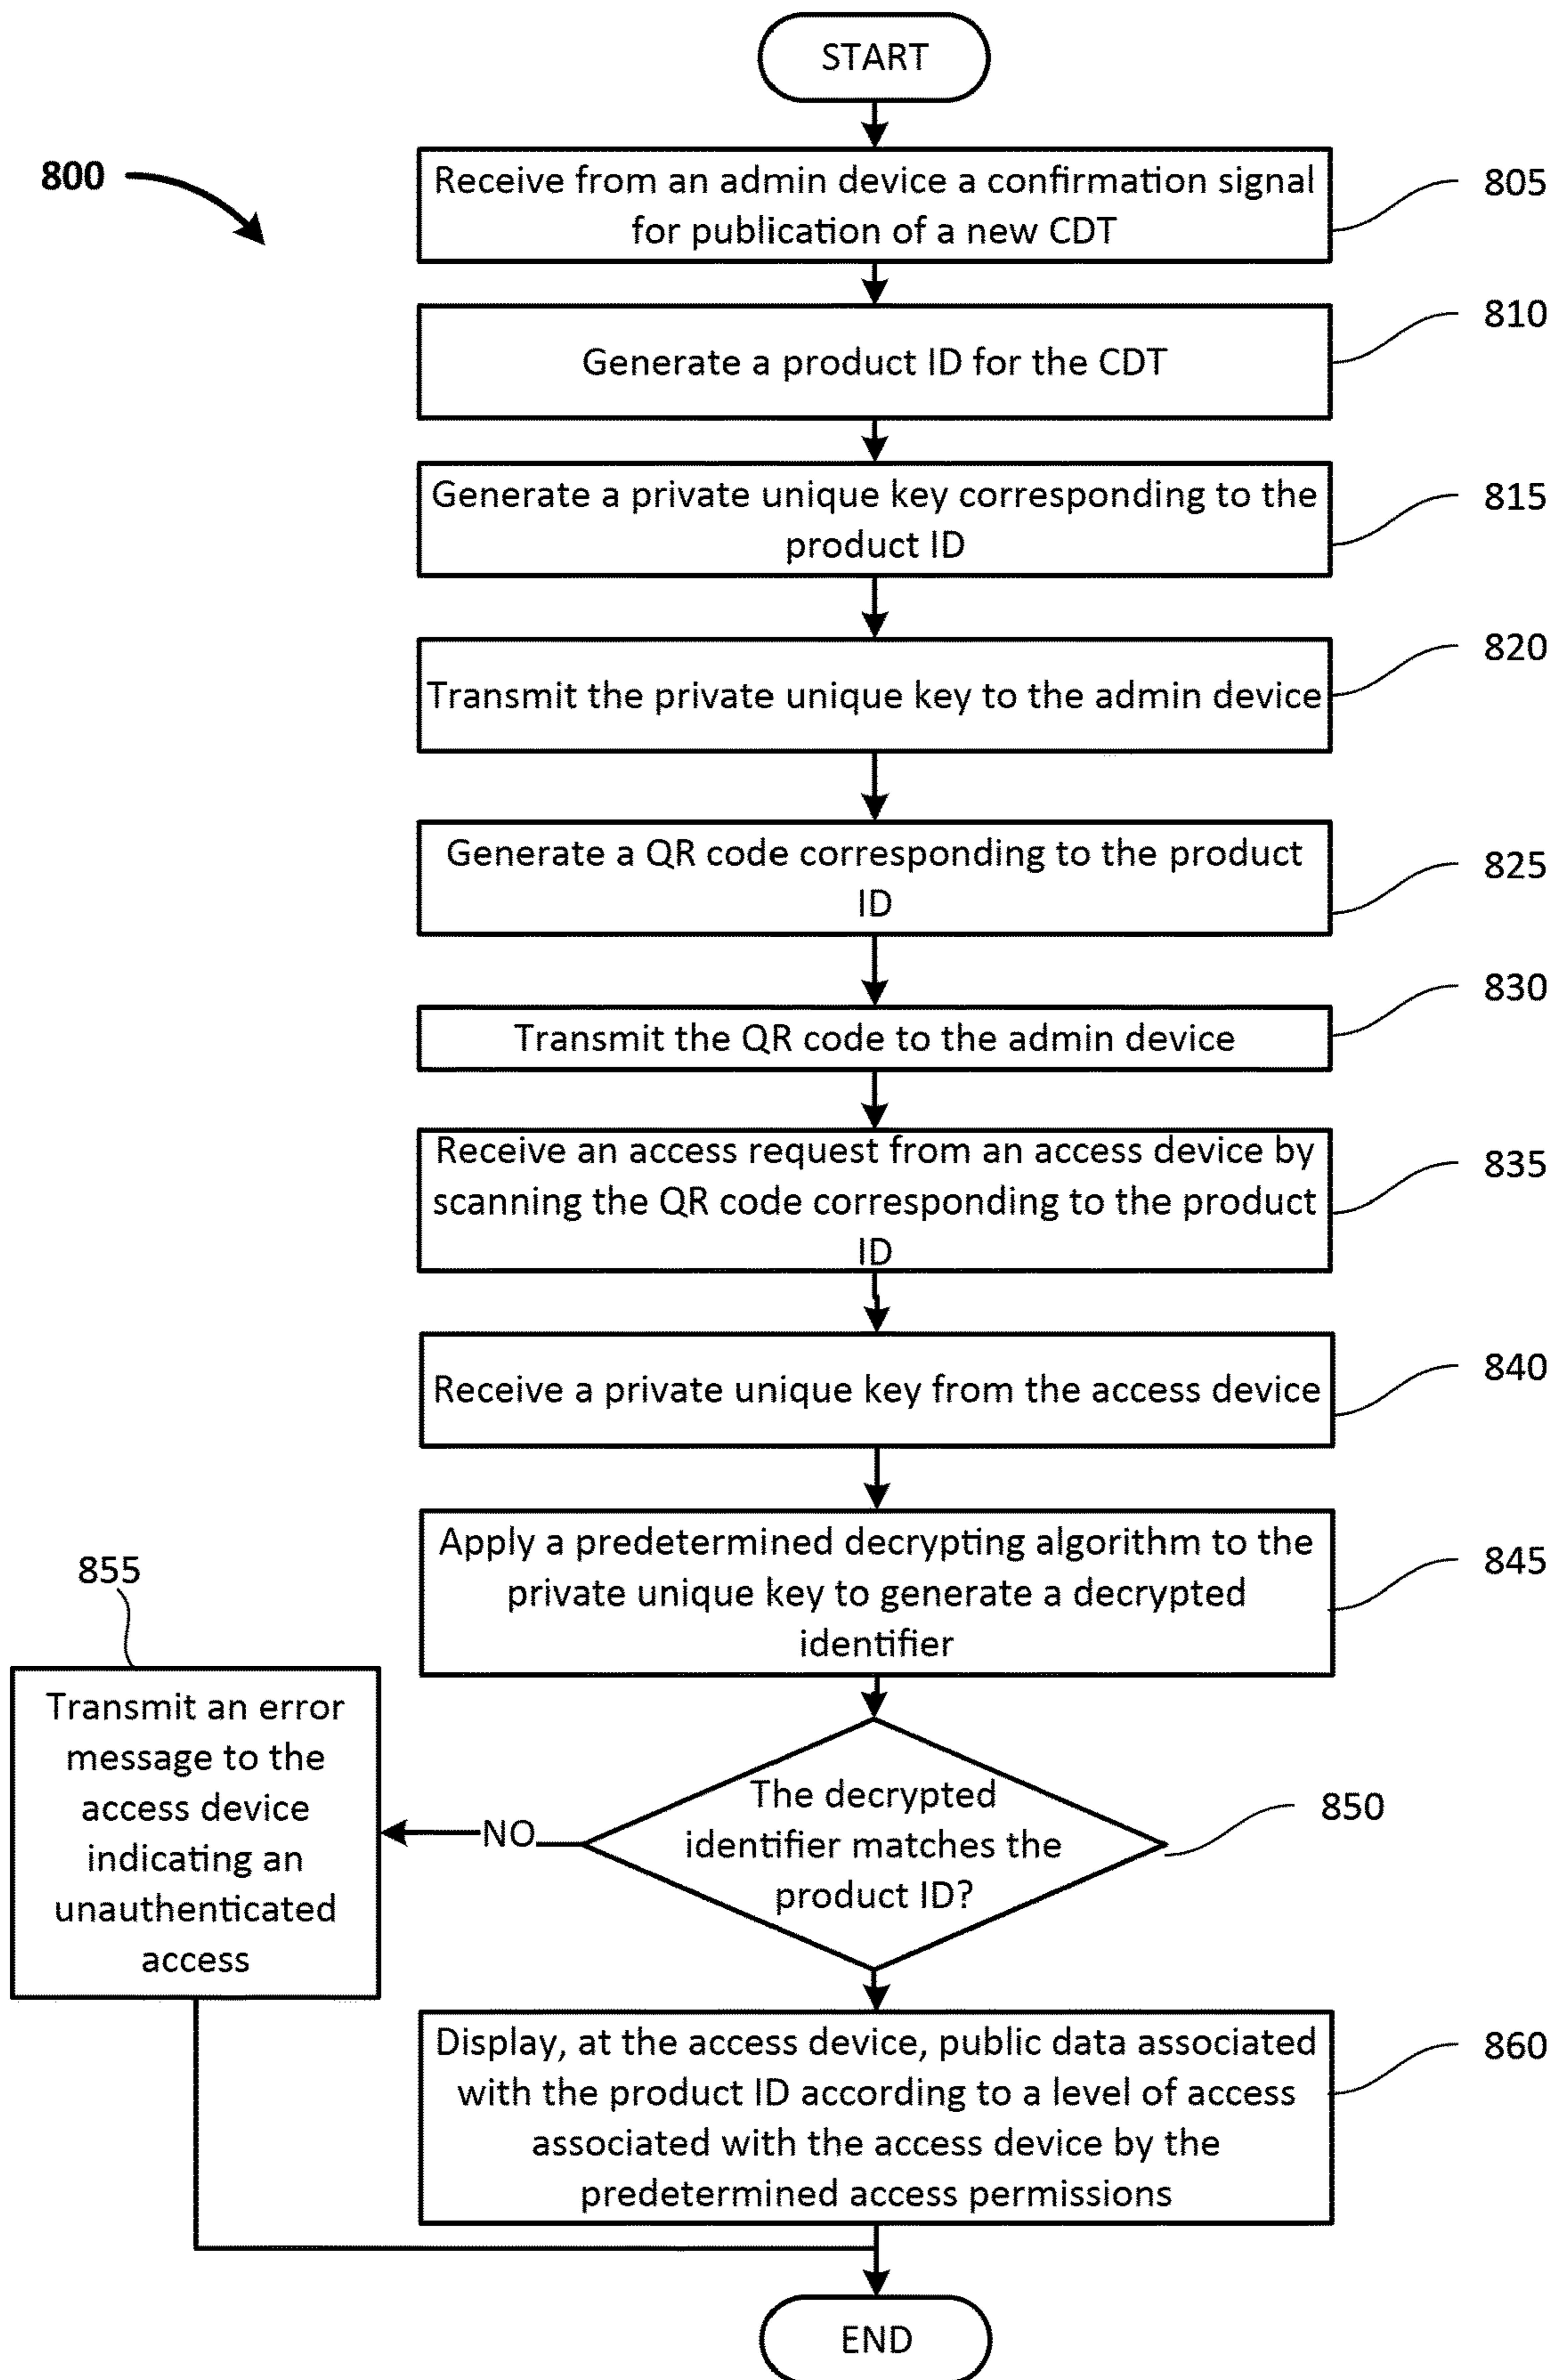 START
800
Receive from an admin device a confirmation signal
for publication of a new CDT
805
Generate a product ID for the CDT
810
Generate a private unique key corresponding to the
product ID
815
Transmit the private unique key to the admin device
820
Generate a QR code corresponding to the product
ID
825
Transmit the QR code to the admin device
830
Receive an access request from an access device by
scanning the QR code corresponding to the product
ID
835
Receive a private unique key from the access device
840
Apply a predetermined decrypting algorithm to the
private unique key to generate a decrypted
identifier
845
The decrypted
identifier matches the
product ID?
850
NO
855
Transmit an error
message to the
access device
indicating an
unauthenticated
access
Display, at the access device, public data associated
with the product ID according to a level of access
associated with the access device by the
predetermined access permissions
860
END